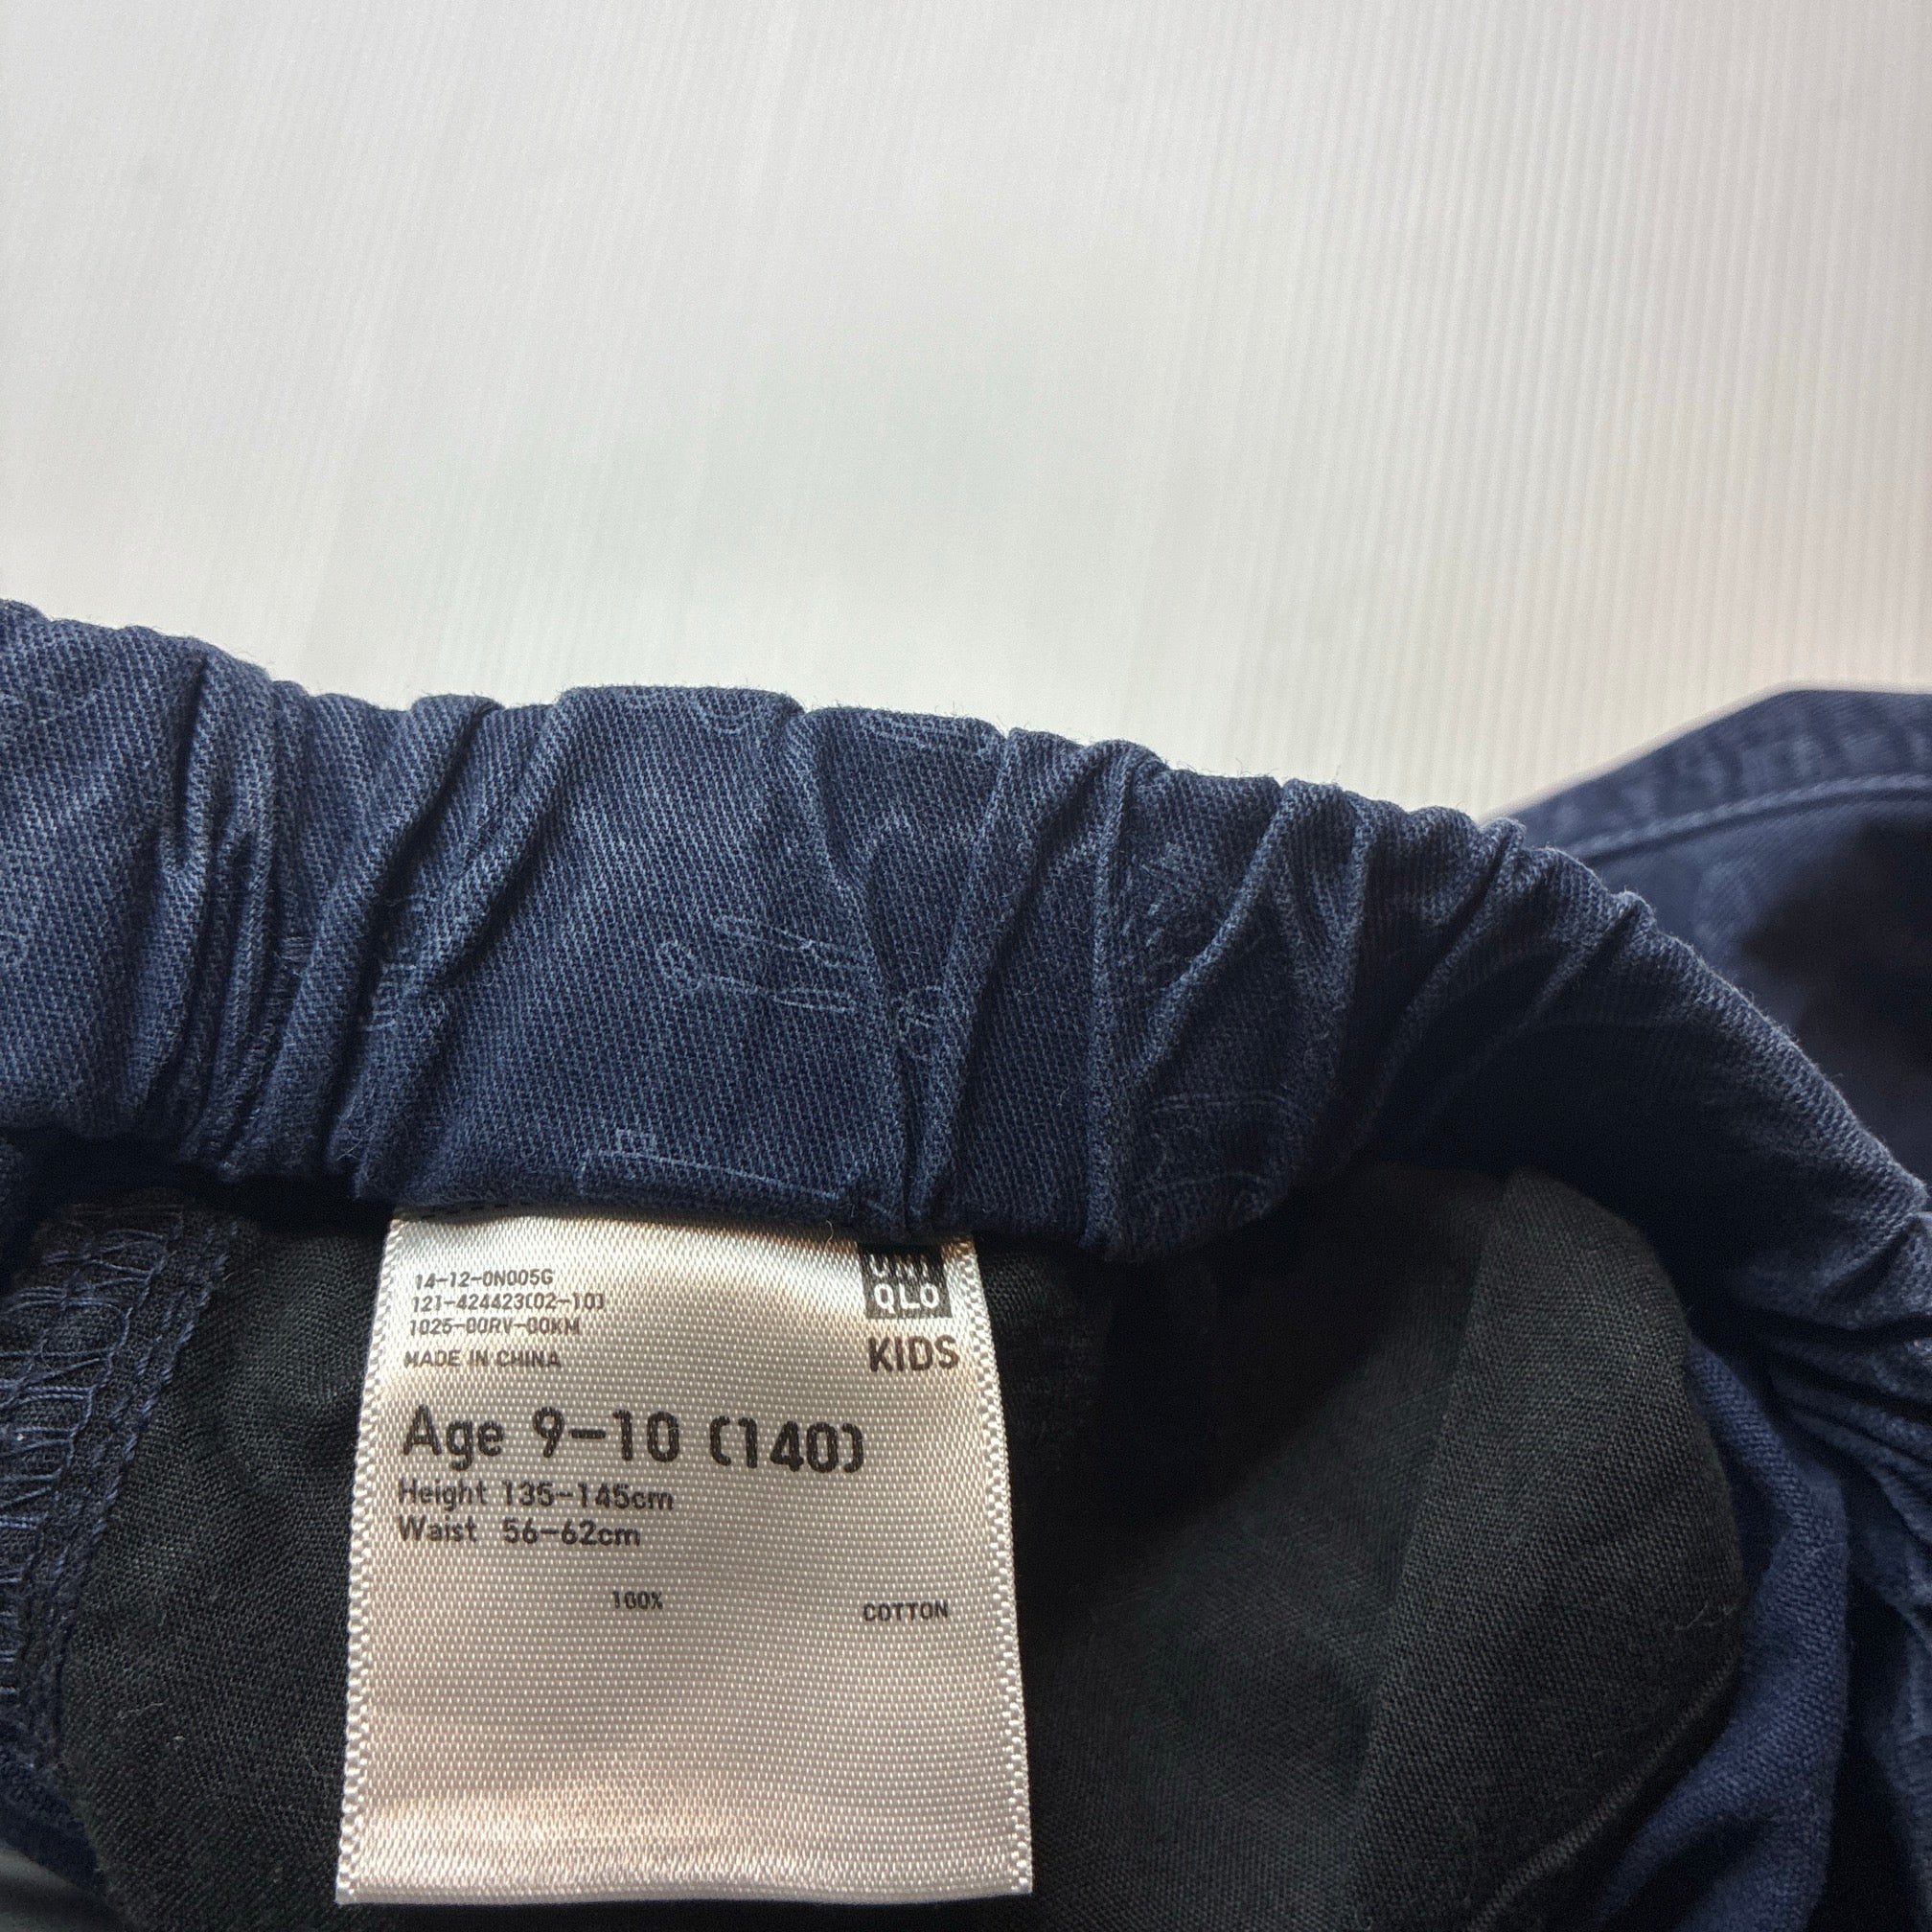 14-12-0N005G
121-424423(02-10)
1025-00RV-00KM
MADE IN CHINA
UNI
QLO
KIDS
Age 9-10 (140)
Height 135-145cm
Waist 56-62cm
100% COTTON